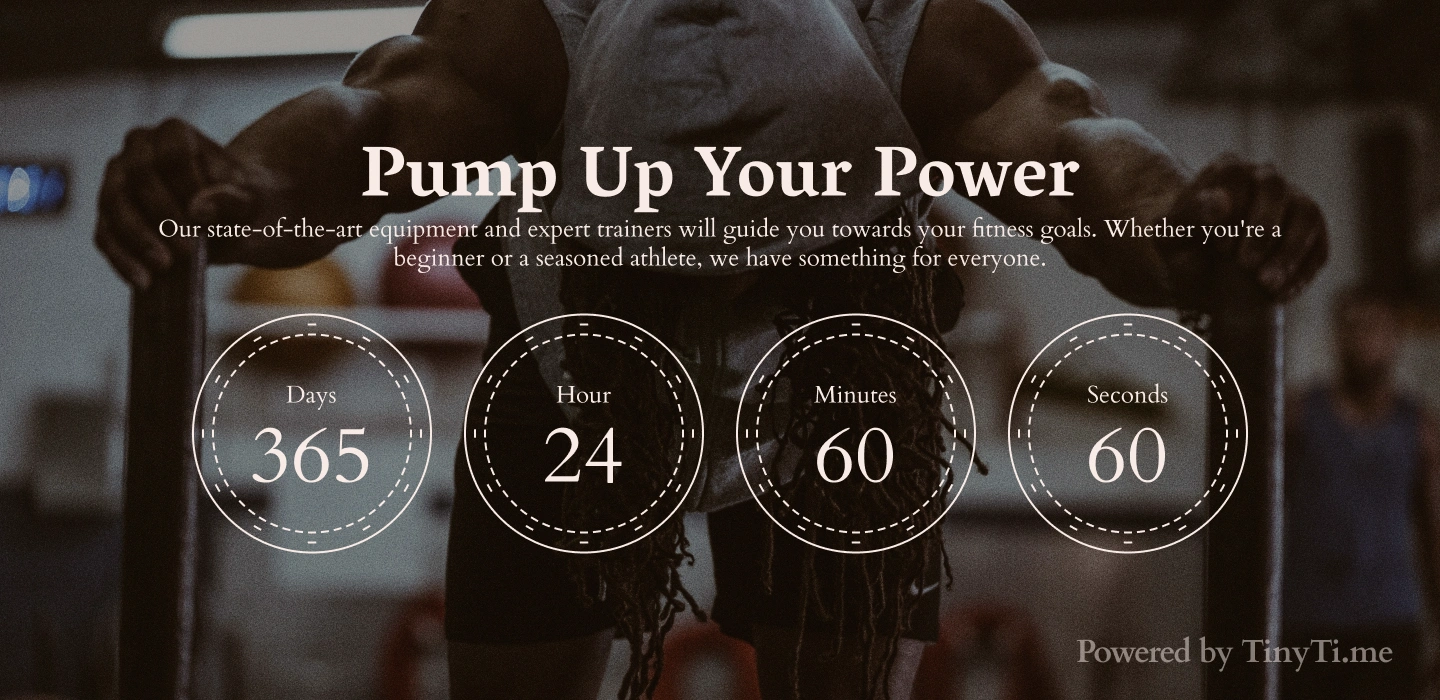 Pump Up Your Power
Our state-of-the-art equipment and expert trainers will guide you towards your fitness goals. Whether you're a
beginner or a seasoned athlete, we have something for everyone.
Days
Hour
Minutes
Seconds
365
24
60
60
Powered by TinyTi.me